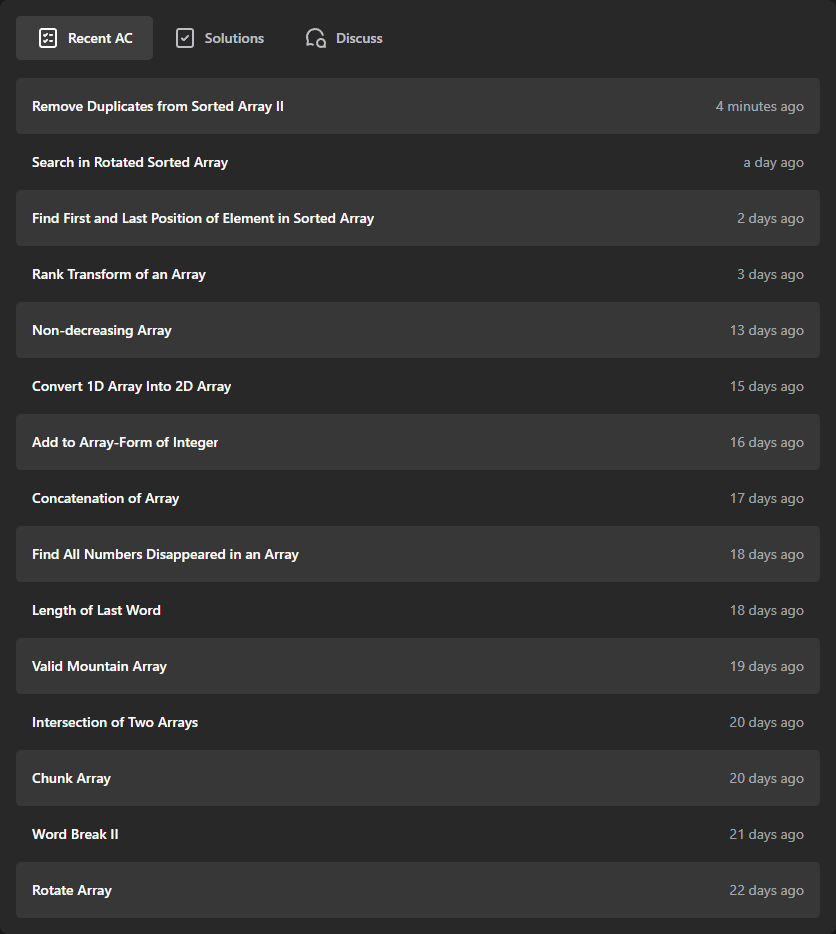 Recent AC Solutions Discuss
Remove Duplicates from Sorted Array II 4 minutes ago
Search in Rotated Sorted Array a day ago
Find First and Last Position of Element in Sorted Array 2 days ago
Rank Transform of an Array 3 days ago
Non-decreasing Array 13 days ago
Convert 1D Array Into 2D Array 15 days ago
Add to Array-Form of Integer 16 days ago
Concatenation of Array 17 days ago
Find All Numbers Disappeared in an Array 18 days ago
Length of Last Word 18 days ago
Valid Mountain Array 19 days ago
Intersection of Two Arrays 20 days ago
Chunk Array 20 days ago
Word Break II 21 days ago
Rotate Array 22 days ago